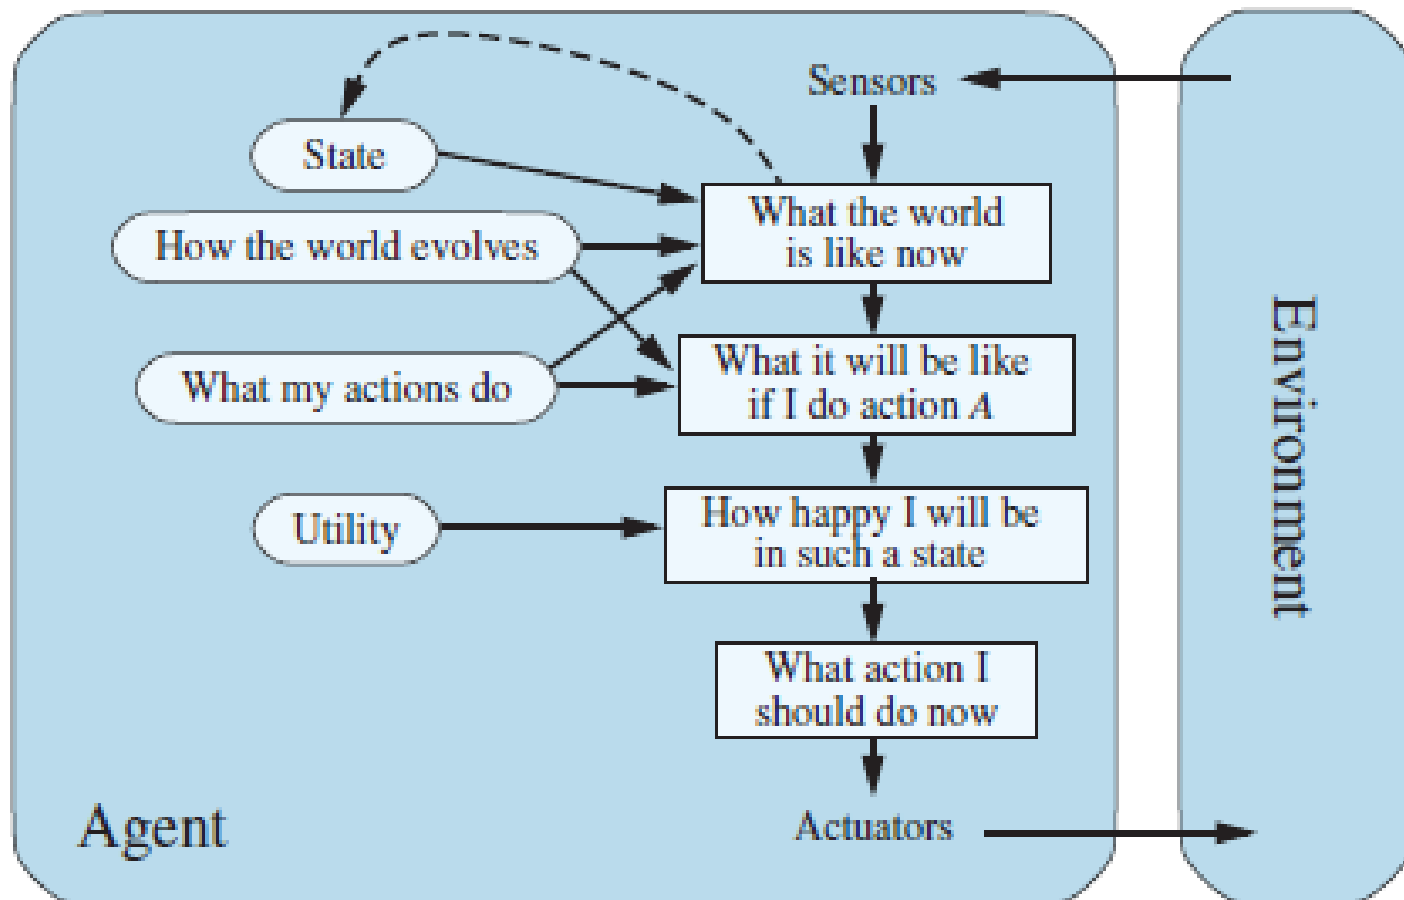 Sensors
State
What the world
is like now
How the world evolves
What it will be like
if I do action A
What my actions do
How happy I will be
in such a state
Utility
What action I
should do now
Agent
Actuators
Environment